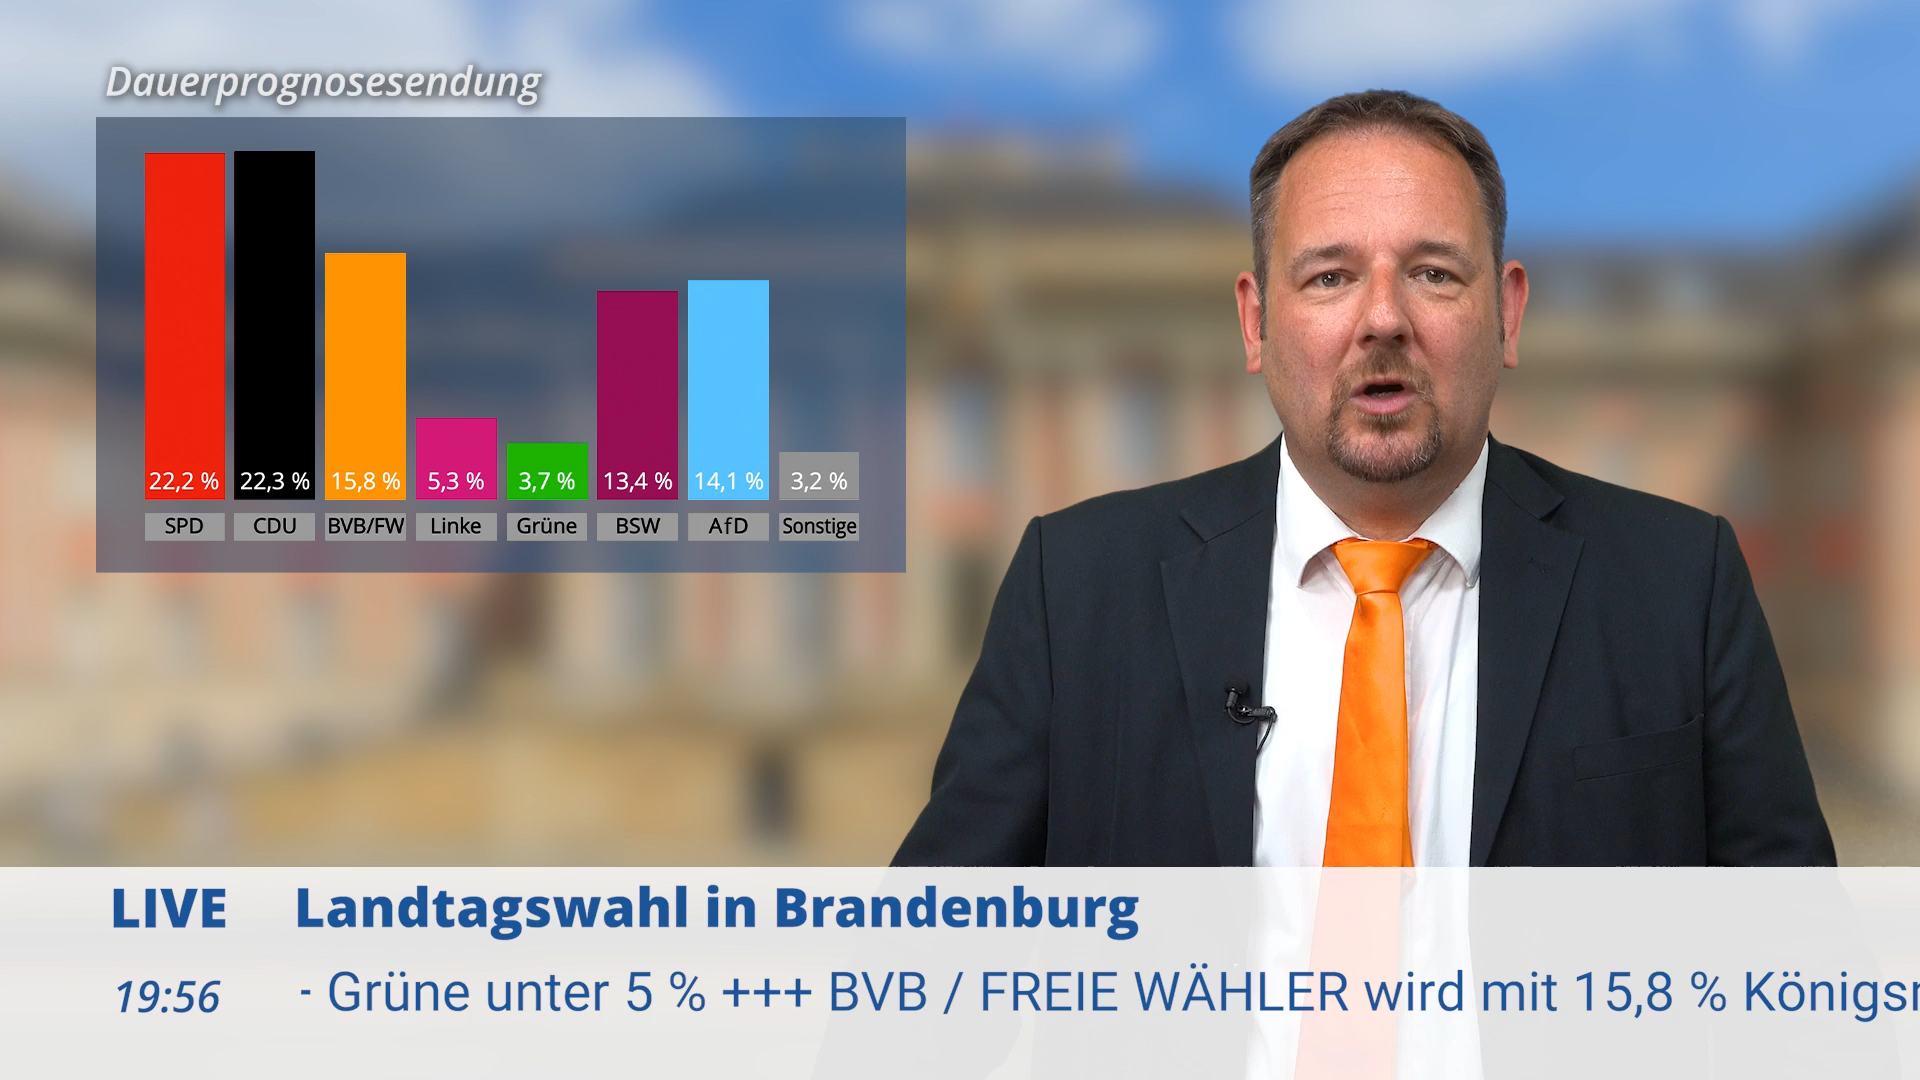 Dauerprognosesendung
22,2 % 22,3 % 15,8 % 5,3 % 3,7 % 13,4 % 14,1 % 3,2 %
SPD CDU BVB/FW Linke Grüne BSW AfD Sonstige
LIVE Landtagswahl in Brandenburg
19:56 - Grüne unter 5 % +++ BVB / FREIE WÄHLER wird mit 15,8 %